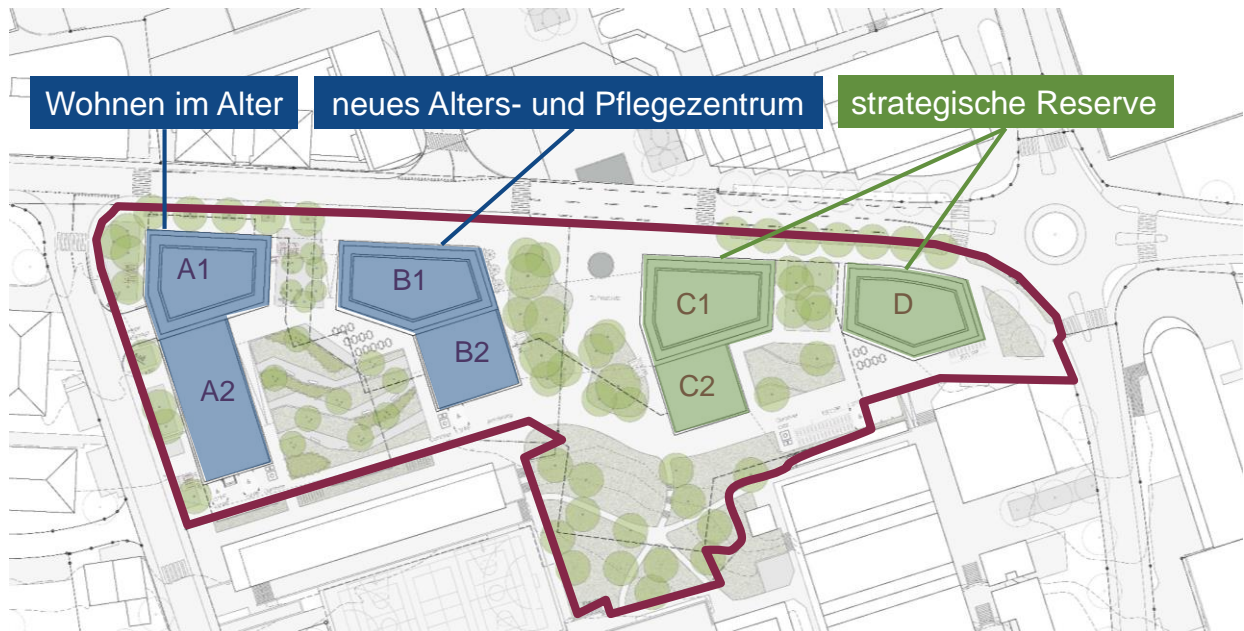 Wohnen im Alter
neues Alters- und Pflegezentrum
strategische Reserve
A1
B1
C1
D
B2
A2
C2